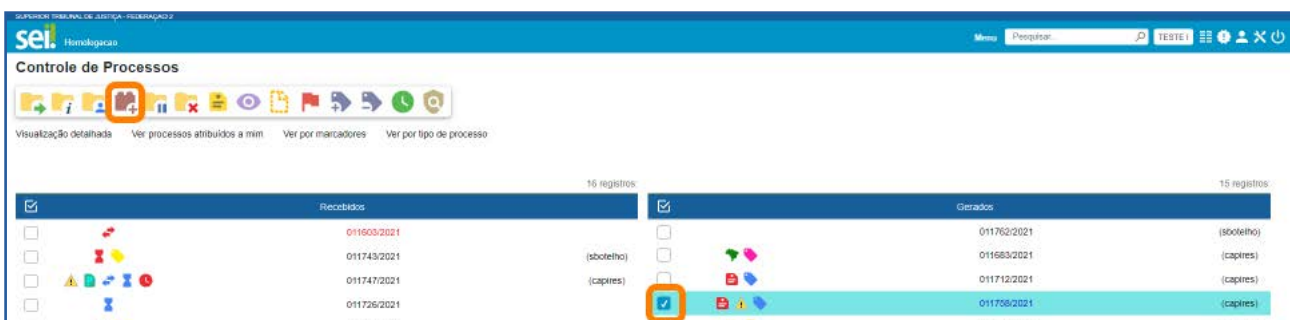 SUPERIOR TRIBUNAL DE JUSTIÇA - FEDERAÇÃO 2
sei. Homologacao
Menu Pesquisar... TESTE I
Controle de Processos
Visualização detalhada Ver processos atribuídos a mim Ver por marcadores Ver por tipo de processo
16 registros: 15 registros:
Recebidos Gerados
011603/2021 011762/2021 (sbotelho)
011743/2021 (sbotelho) 011683/2021 (capires)
011747/2021 (capires) 011712/2021 (capires)
011726/2021 011758/2021 (capires)